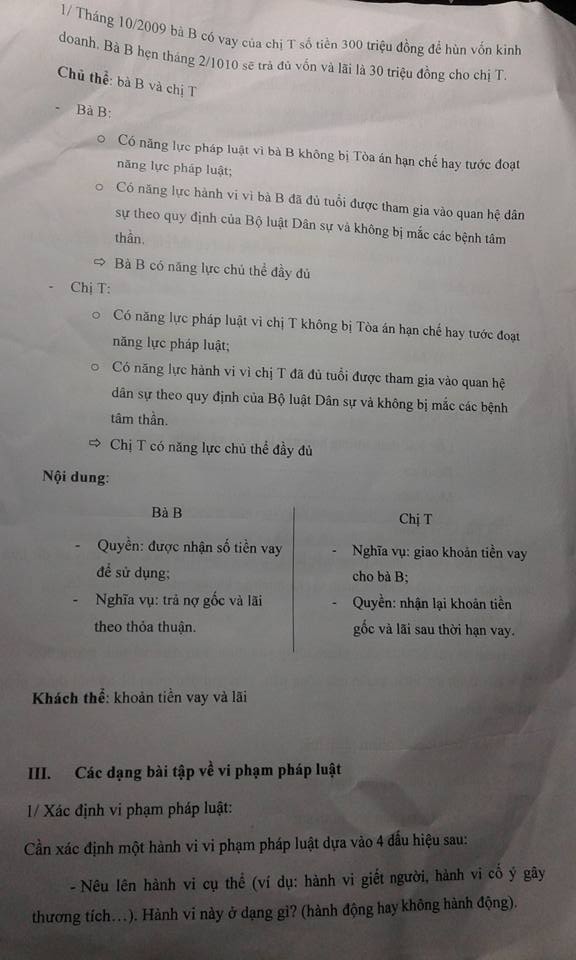 1/ Tháng 10/2009 bà B có vay của chị T số tiền 300 triệu đồng để hùn vốn kinh
doanh. Bà B hẹn tháng 2/1010 sẽ trả đủ vốn và lãi là 30 triệu đồng cho chị T.
Chủ thể: bà B và chị T
- Bà B:
○ Có năng lực pháp luật vì bà B không bị Tòa án hạn chế hay tước đoạt
năng lực pháp luật;
○ Có năng lực hành vi vì bà B đã đủ tuổi được tham gia vào quan hệ dân
sự theo quy định của Bộ luật Dân sự và không bị mắc các bệnh tâm
thần.
⇨ Bà B có năng lực chủ thể đầy đủ
- Chị T:
○ Có năng lực pháp luật vì chị T không bị Tòa án hạn chế hay tước đoạt
năng lực pháp luật;
○ Có năng lực hành vi vì chị T đã đủ tuổi được tham gia vào quan hệ
dân sự theo quy định của Bộ luật Dân sự và không bị mắc các bệnh
tâm thần.
⇨ Chị T có năng lực chủ thể đầy đủ
Nội dung:
Bà B
- Quyền: được nhận số tiền vay
để sử dụng;
- Nghĩa vụ: trả nợ gốc và lãi
theo thỏa thuận.
Chị T
- Nghĩa vụ: giao khoản tiền vay
cho bà B;
- Quyền: nhận lại khoản tiền
gốc và lãi sau thời hạn vay.
Khách thể: khoản tiền vay và lãi
III. Các dạng bài tập về vi phạm pháp luật
1/ Xác định vi phạm pháp luật:
Cần xác định một hành vi vi phạm pháp luật dựa vào 4 dấu hiệu sau:
- Nêu lên hành vi cụ thể (ví dụ: hành vi giết người, hành vi cố ý gây
thương tích…). Hành vi này ở dạng gì? (hành động hay không hành động).